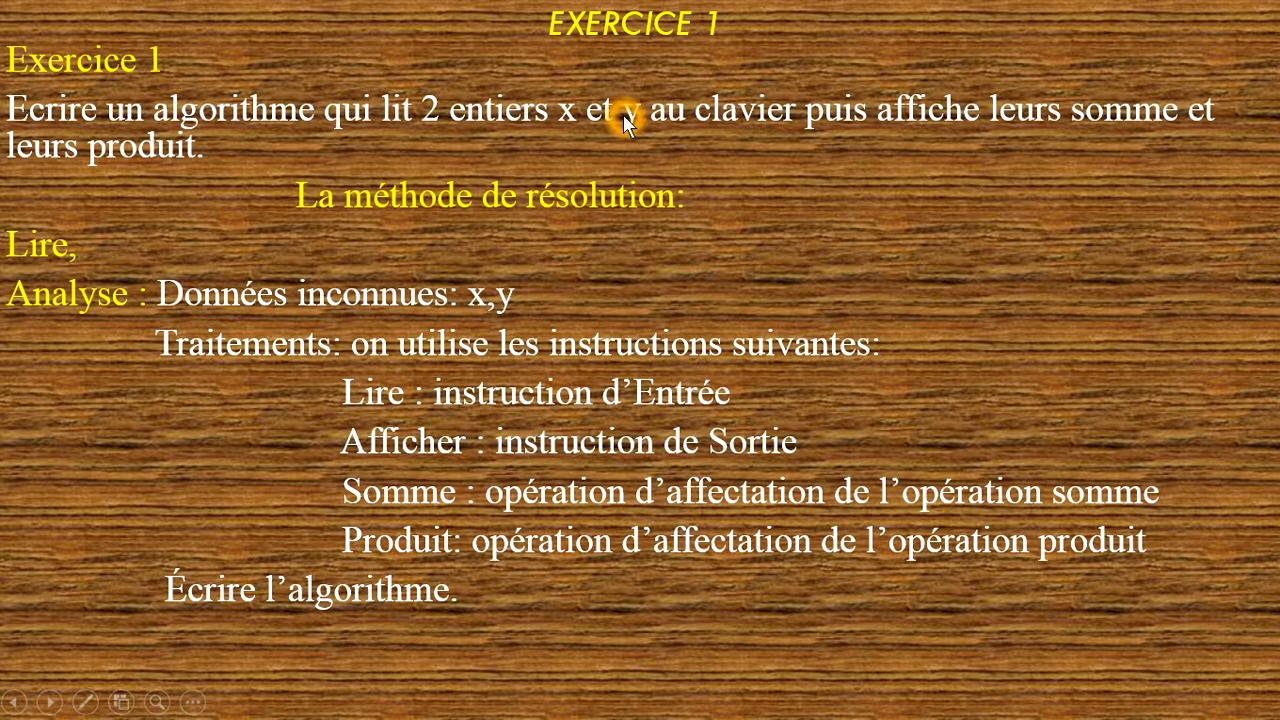 EXERCICE 1
Exercice 1
Ecrire un algorithme qui lit 2 entiers x et y au clavier puis affiche leurs somme et
leurs produit.
La méthode de résolution:
Lire,
Analyse : Données inconnues: x,y
Traitements: on utilise les instructions suivantes:
Lire : instruction d’Entrée
Afficher : instruction de Sortie
Somme : opération d’affectation de l’opération somme
Produit: opération d’affectation de l’opération produit
Écrire l’algorithme.